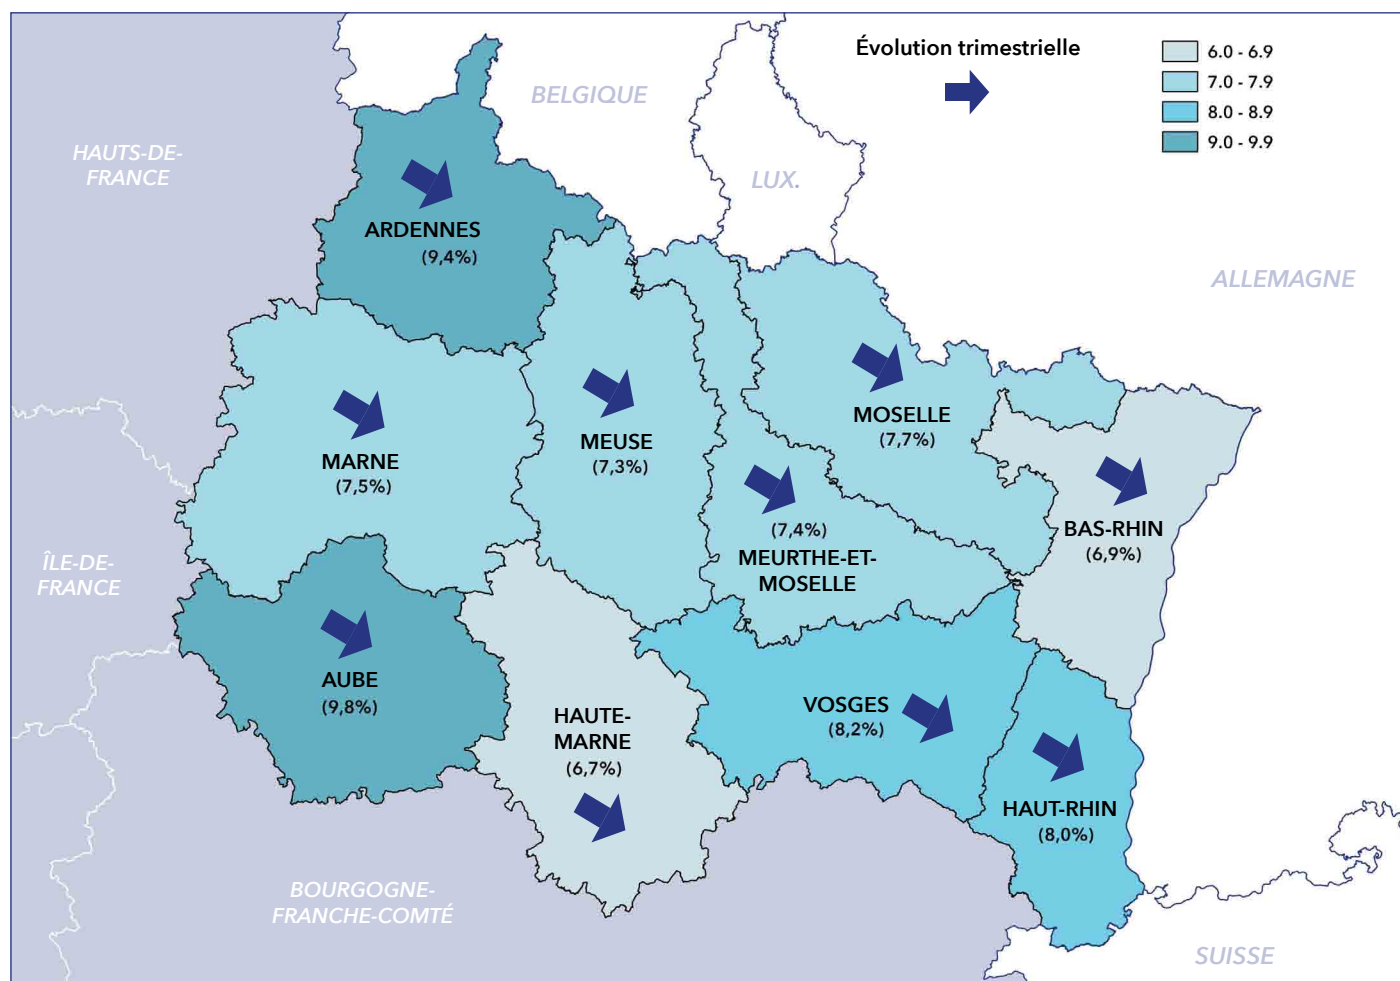 Évolution trimestrielle
6.0 - 6.9
7.0 - 7.9
8.0 - 8.9
9.0 - 9.9
BELGIQUE
HAUTS-DE-
FRANCE
LUX.
ARDENNES
(9,4%)
ALLEMAGNE
MOSELLE
(7,7%)
MEUSE
(7,3%)
MARNE
(7,5%)
(7,4%)
MEURTHE-ET-
MOSELLE
BAS-RHIN
(6,9%)
ÎLE-DE-
FRANCE
AUBE
(9,8%)
HAUTE-
MARNE
(6,7%)
VOSGES
(8,2%)
HAUT-RHIN
(8,0%)
BOURGOGNE-
FRANCHE-COMTÉ
SUISSE